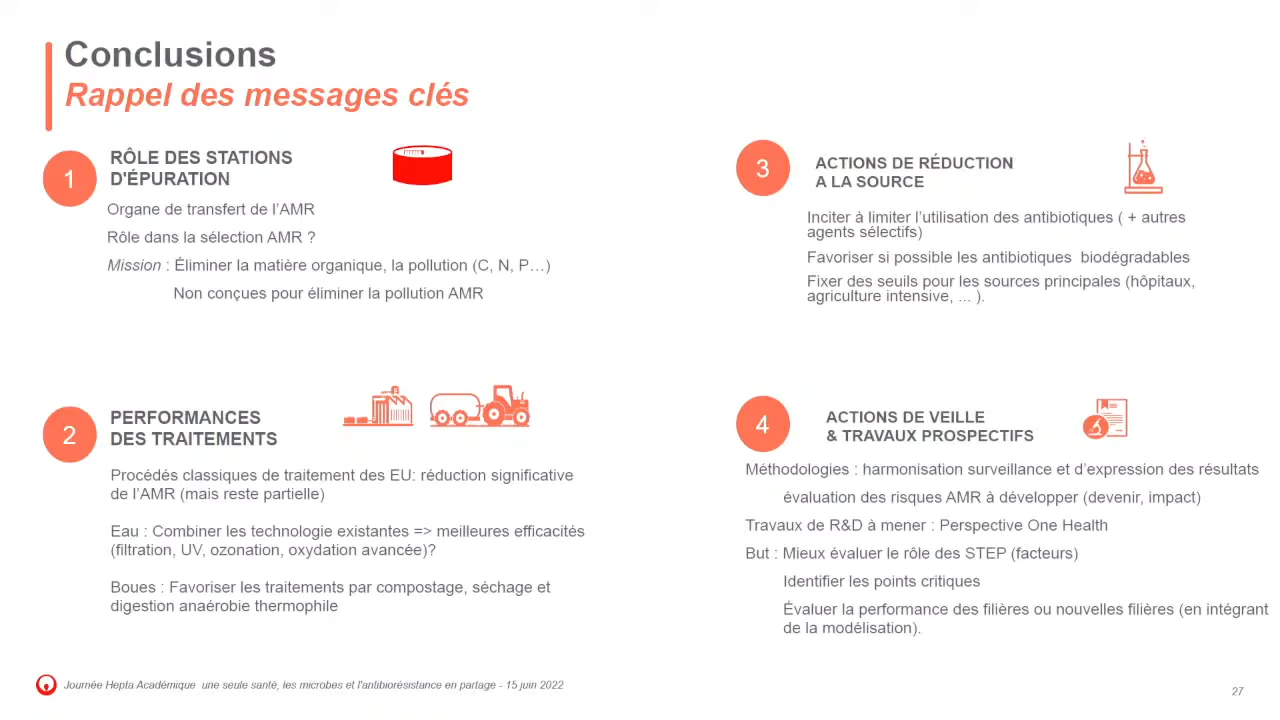 Conclusions
Rappel des messages clés
1
RÔLE DES STATIONS
D'ÉPURATION
Organe de transfert de l'AMR
Rôle dans la sélection AMR ?
Mission : Éliminer la matière organique, la pollution (C, N, P…)
Non conçues pour éliminer la pollution AMR
2
PERFORMANCES
DES TRAITEMENTS
Procédés classiques de traitement des EU: réduction significative
de l'AMR (mais reste partielle)
Eau : Combiner les technologie existantes => meilleures efficacités
(filtration, UV, ozonation, oxydation avancée)?
Boues : Favoriser les traitements par compostage, séchage et
digestion anaérobie thermophile
3
ACTIONS DE RÉDUCTION
A LA SOURCE
Inciter à limiter l'utilisation des antibiotiques ( + autres
agents sélectifs)
Favoriser si possible les antibiotiques biodégradables
Fixer des seuils pour les sources principales (hôpitaux,
agriculture intensive, ... ).
4
ACTIONS DE VEILLE
& TRAVAUX PROSPECTIFS
Méthodologies : harmonisation surveillance et d'expression des résultats
évaluation des risques AMR à développer (devenir, impact)
Travaux de R&D à mener : Perspective One Health
But : Mieux évaluer le rôle des STEP (facteurs)
Identifier les points critiques
Évaluer la performance des filières ou nouvelles filières (en intégrant
de la modélisation).
Journée Hepta Académique une seule santé, les microbes et l'antibiorésistance en partage - 15 juin 2022
27